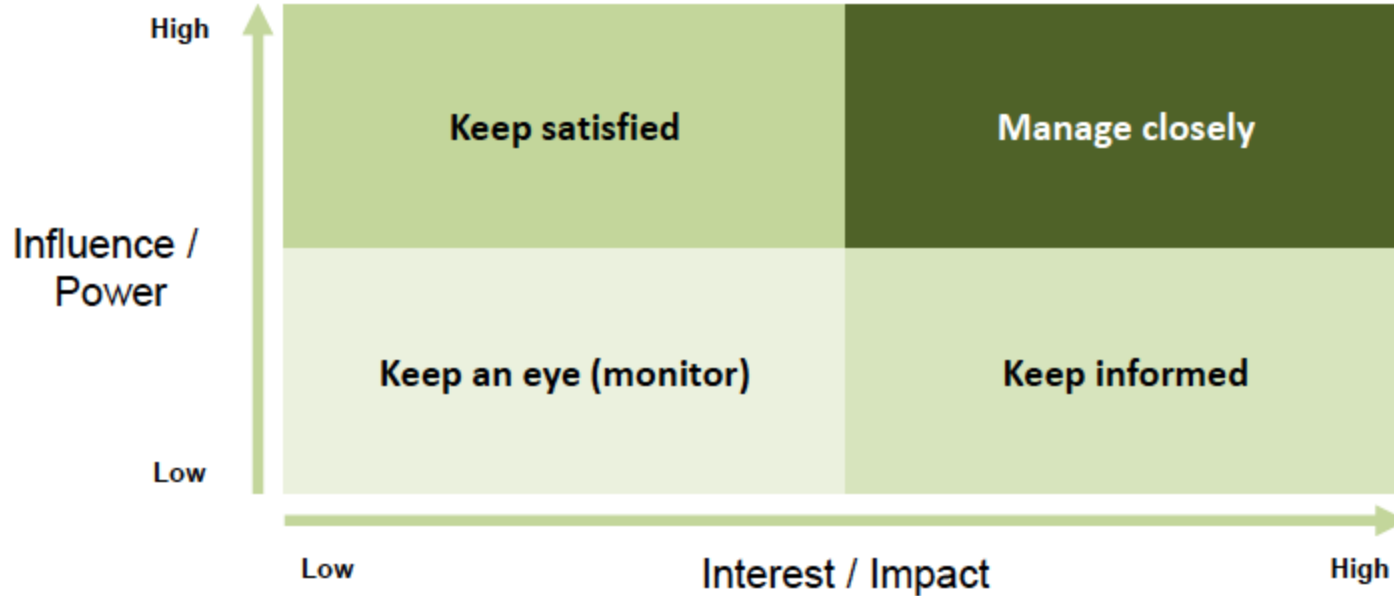 High
Keep satisfied
Manage closely
Influence /
Power
Keep an eye (monitor)
Keep informed
Low
Low
Interest / Impact
High